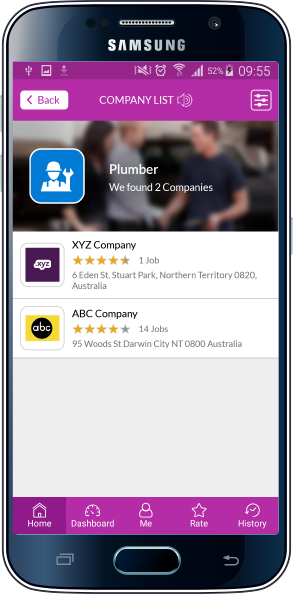 SAMSUNG
52% 09:55
Back COMPANY LIST
Plumber
We found 2 Companies
.xyz
XYZ Company
1 Job
6 Eden St, Stuart Park, Northern Territory 0820,
Australia
abc
ABC Company
14 Jobs
95 Woods St Darwin City NT 0800 Australia
Home Dashboard Me Rate History